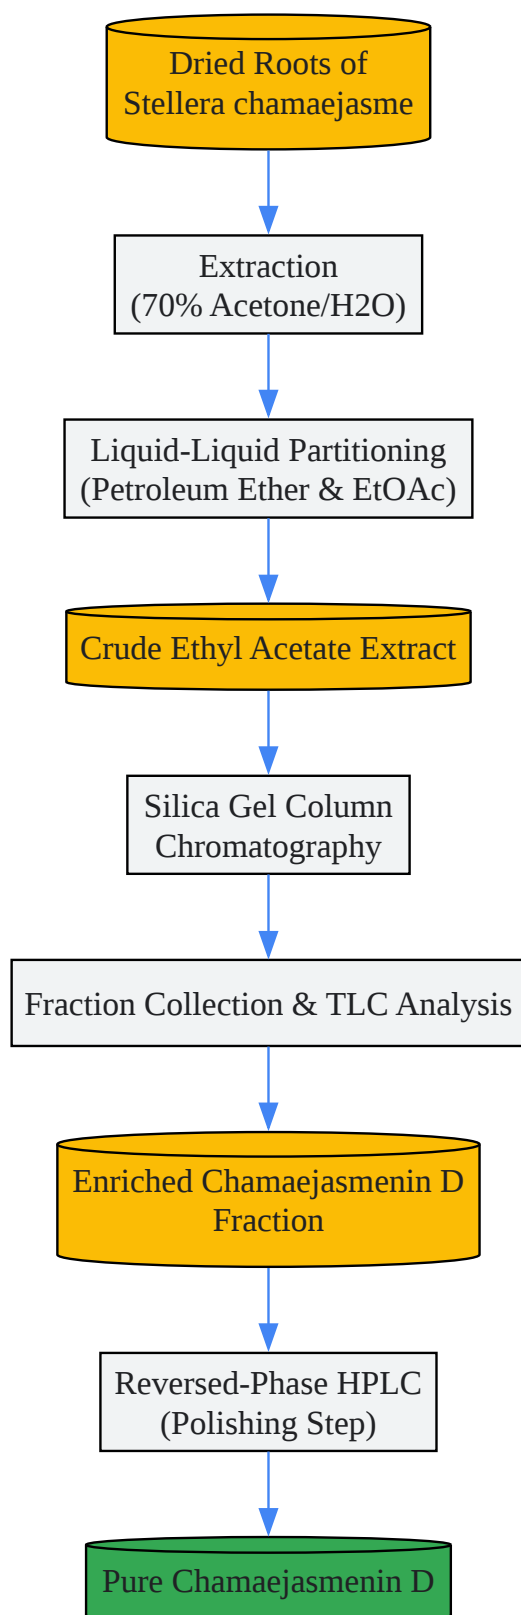 Dried Roots of
Stellera chamaejasme
Extraction
(70% Acetone/H2O)
Liquid-Liquid Partitioning
(Petroleum Ether & EtOAc)
Crude Ethyl Acetate Extract
Silica Gel Column
Chromatography
Fraction Collection & TLC Analysis
Enriched Chamaejasmenin D
Fraction
Reversed-Phase HPLC
(Polishing Step)
Pure Chamaejasmenin D